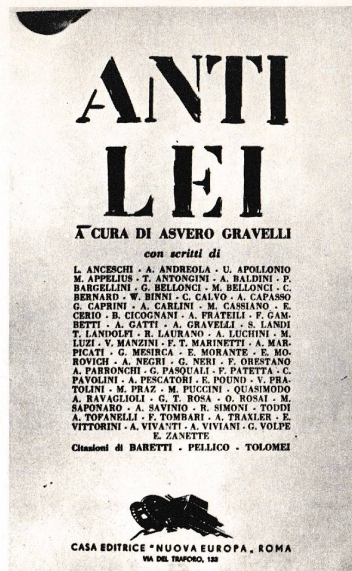 ANTI
LEI
A CURA DI ASVERO GRAVELLI
con scritti di
L. ANCESCHI - A. ANDREOLA - U. APOLLONIO
M. APPELIUS - T. ANTONGINI - A. BALDINI - P.
BARGELLINI - G. BELLONCI - M. BELLONCI - C.
BERNARD - W. BINNI - C. CALVO - A. CAPASSO
G. CAPRINI - A. CARLINI - M. CASSIANO - E.
CERIO - B. CICOGNANI - A. FRATEILI - F. GAM-
BETTI - A. GATTI - A. GRAVELLI - S. LANDI
T. LANDOLFI - R. LAURANO - A. LUCHINI - M.
LUZI - V. MANZINI - F. T. MARINETTI - A. MAR-
PICATI - G. MESIRCA - E. MORANTE - E. MO-
ROVICH - A. NEGRI - G. NERI - F. ORESTANO
A. PARRONCHI - G. PASQUALI - F. PATETTA - C.
PAVOLINI - A. PESCATORI - E. POUND - V. PRA-
TOLINI - M. PRAZ - M. PUCCINI - QUASIMODO
A. RAVAGLIOLI - G. T. ROSA - O. ROSAI - M.
SAPONARO - A. SAVINIO - R. SIMONI - TODDI
A. TOFANELLI - F. TOMBARI - A. TRAXLER - E.
VITTORINI - A. VIVANTI - A. VIVIANI - G. VOLPE
E. ZANETTE
Citazioni di BARETTI - PELLICO - TOLOMEI
CASA EDITRICE "NUOVA EUROPA„ ROMA
VIA DEL TRAFORO, 133